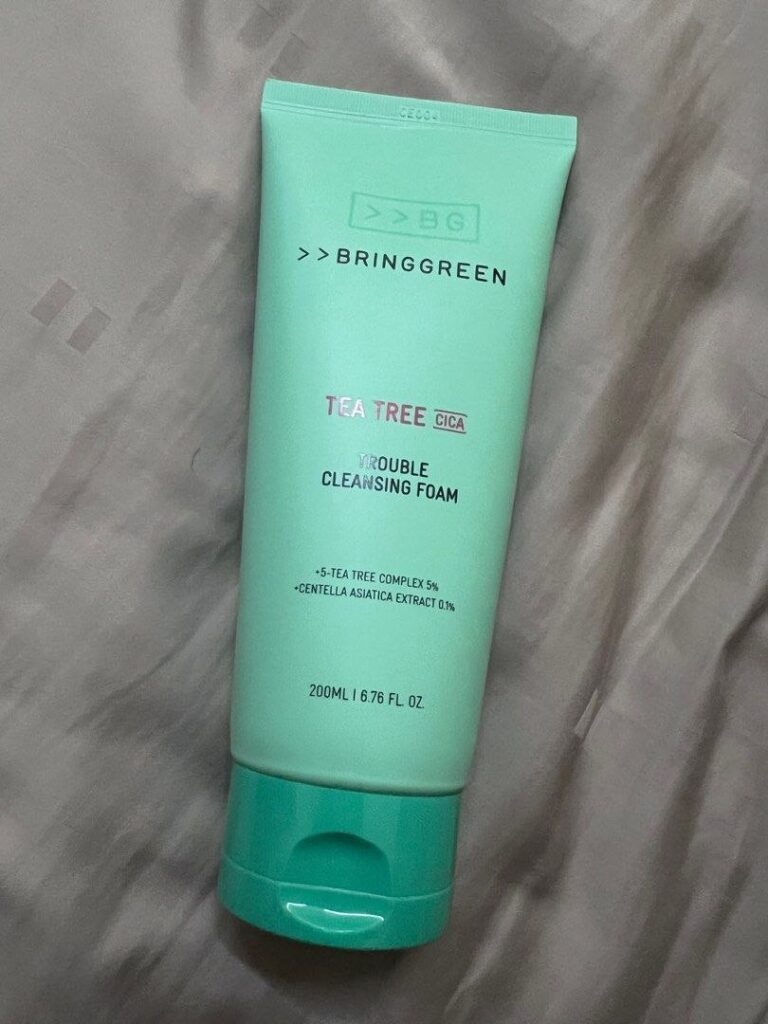 >>BG
>>BRINGGREEN
TEA TREE CICA
TROUBLE
CLEANSING FOAM
+5-TEA TREE COMPLEX 5%
+CENTELLA ASIATICA EXTRACT 0.1%
200ML | 6.76 FL. OZ.